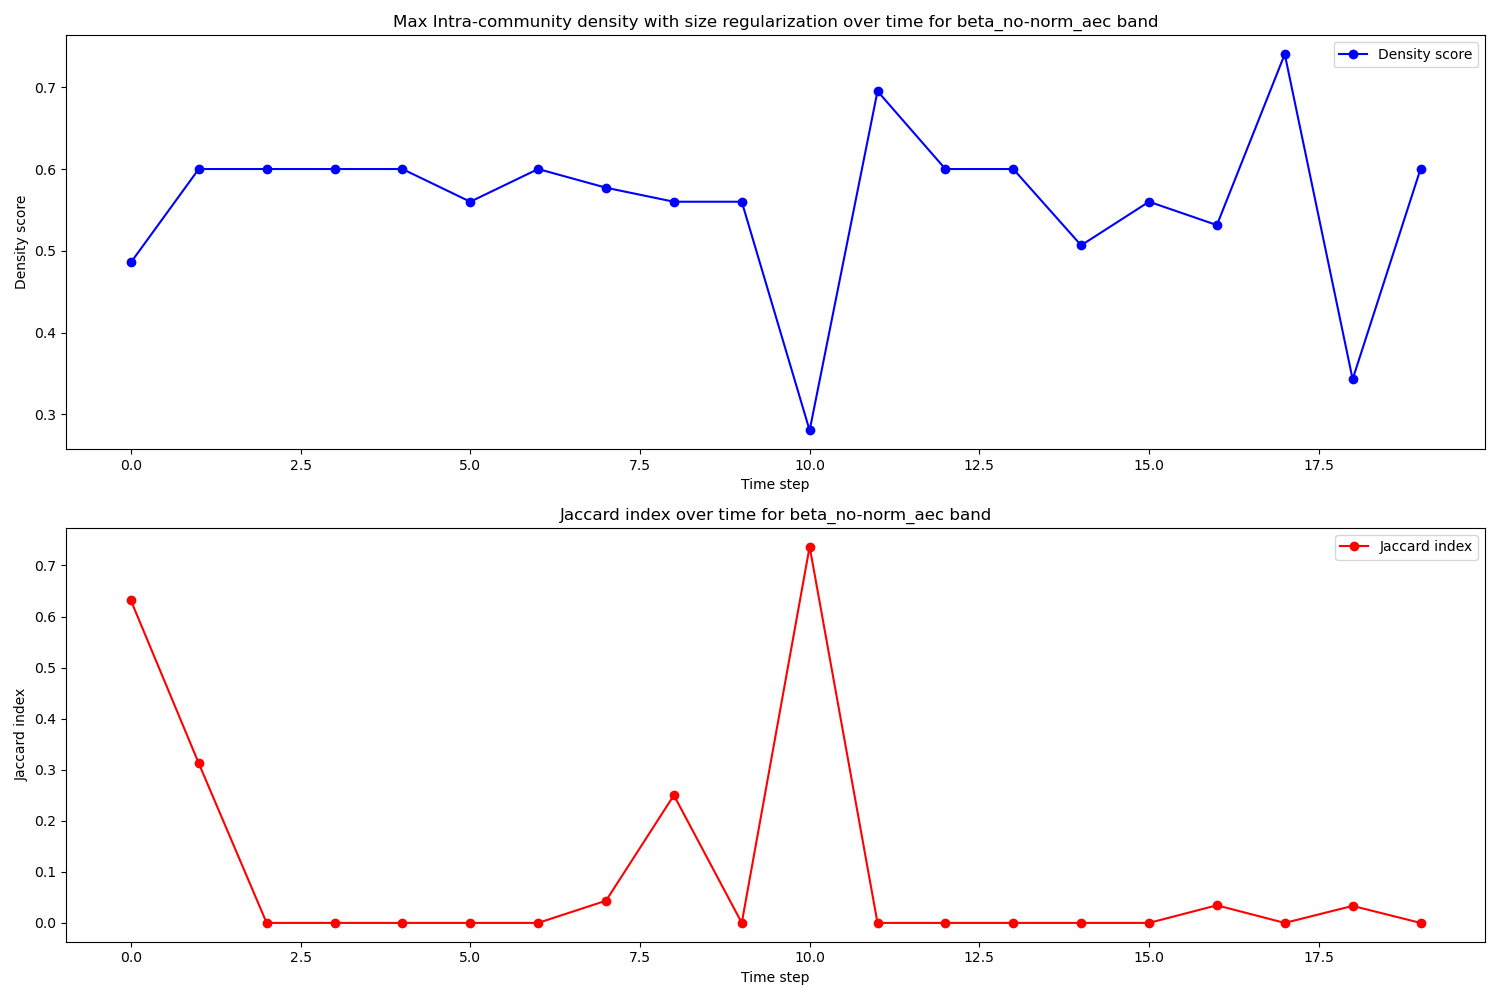 Max Intra-community density with size regularization over time for beta_no-norm_aec band
Density score
Density score
0.7
0.6
0.5
0.4
0.3
0.0 2.5 5.0 7.5 10.0 12.5 15.0 17.5
Time step
Jaccard index over time for beta_no-norm_aec band
Jaccard index
Jaccard index
0.7
0.6
0.5
0.4
0.3
0.2
0.1
0.0
0.0 2.5 5.0 7.5 10.0 12.5 15.0 17.5
Time step